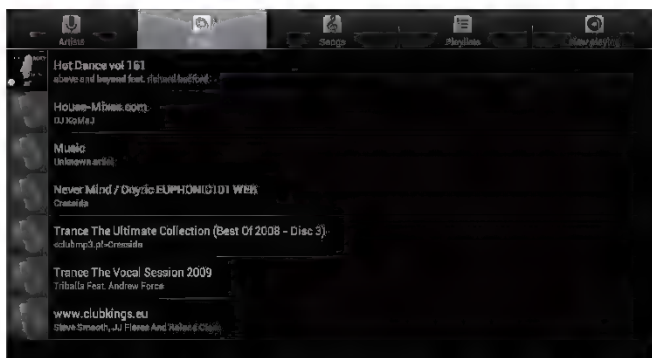 Artists
Songs
Playlists
Now playing
Hot Dance vol 161
above and beyond feat. richard bedford
House-Mixes.com
DJ KoMaJ
Music
Unknown artist
Never Mind / Doyzic EUPHONIC101 WEB
Cressida
Trance The Ultimate Collection (Best Of 2008 - Disc 3)
Cressida
Trance The Vocal Session 2009
Triballa Feat. Andrew Force
www.clubkings.eu
Steve Smooth, JJ Flores And Roland Clark